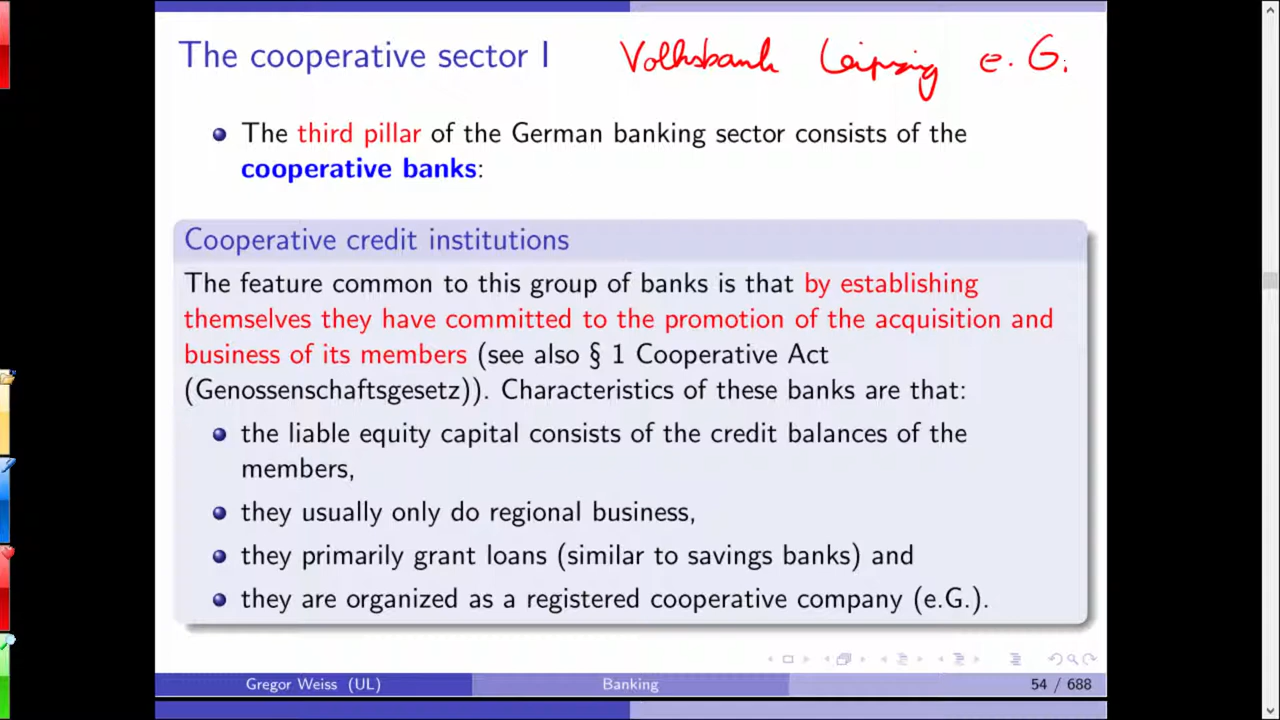 The cooperative sector I Volksbank Leipzig e. G.
The third pillar of the German banking sector consists of the
cooperative banks:
Cooperative credit institutions
The feature common to this group of banks is that by establishing
themselves they have committed to the promotion of the acquisition and
business of its members (see also § 1 Cooperative Act
(Genossenschaftsgesetz)). Characteristics of these banks are that:
the liable equity capital consists of the credit balances of the
members,
they usually only do regional business,
they primarily grant loans (similar to savings banks) and
they are organized as a registered cooperative company (e.G.).
Gregor Weiss (UL) Banking 54 / 688